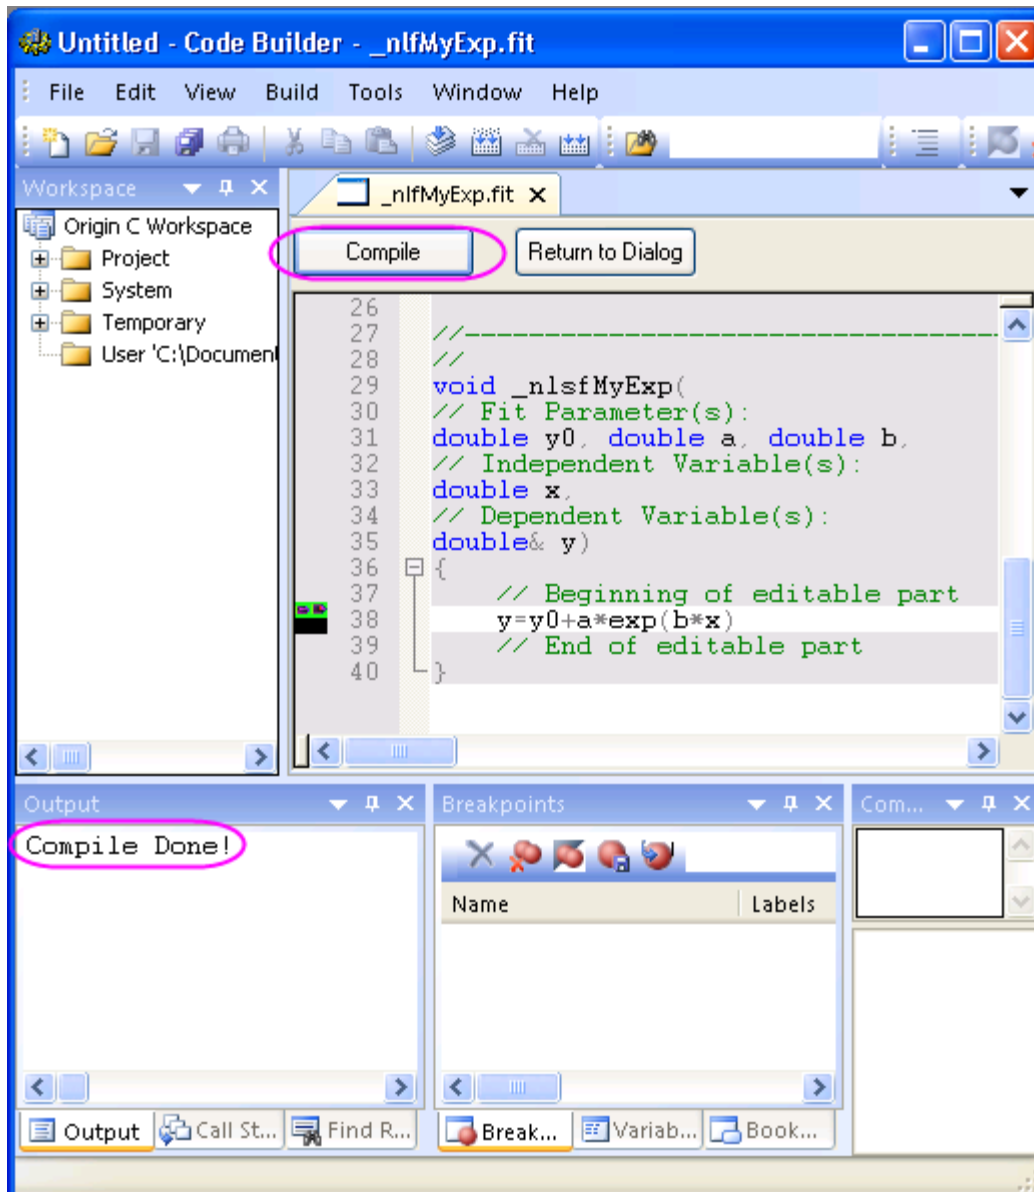 Untitled - Code Builder - _nlfMyExp.fit
File Edit View Build Tools Window Help
Workspace
Origin C Workspace
Project
System
Temporary
User 'C:\Document
_nlfMyExp.fit
Compile
Return to Dialog
26
27 //--------------------------------------
28 //
29 void _nlsfMyExp(
30 // Fit Parameter(s):
31 double y0, double a, double b,
32 // Independent Variable(s):
33 double x,
34 // Dependent Variable(s):
35 double& y)
36 {
37 // Beginning of editable part
38 y=y0+a*exp(b*x)
39 // End of editable part
40 }
Output
Compile Done!
Breakpoints
Name Labels
Com...
Output Call St... Find R...
Break... Variab... Book...